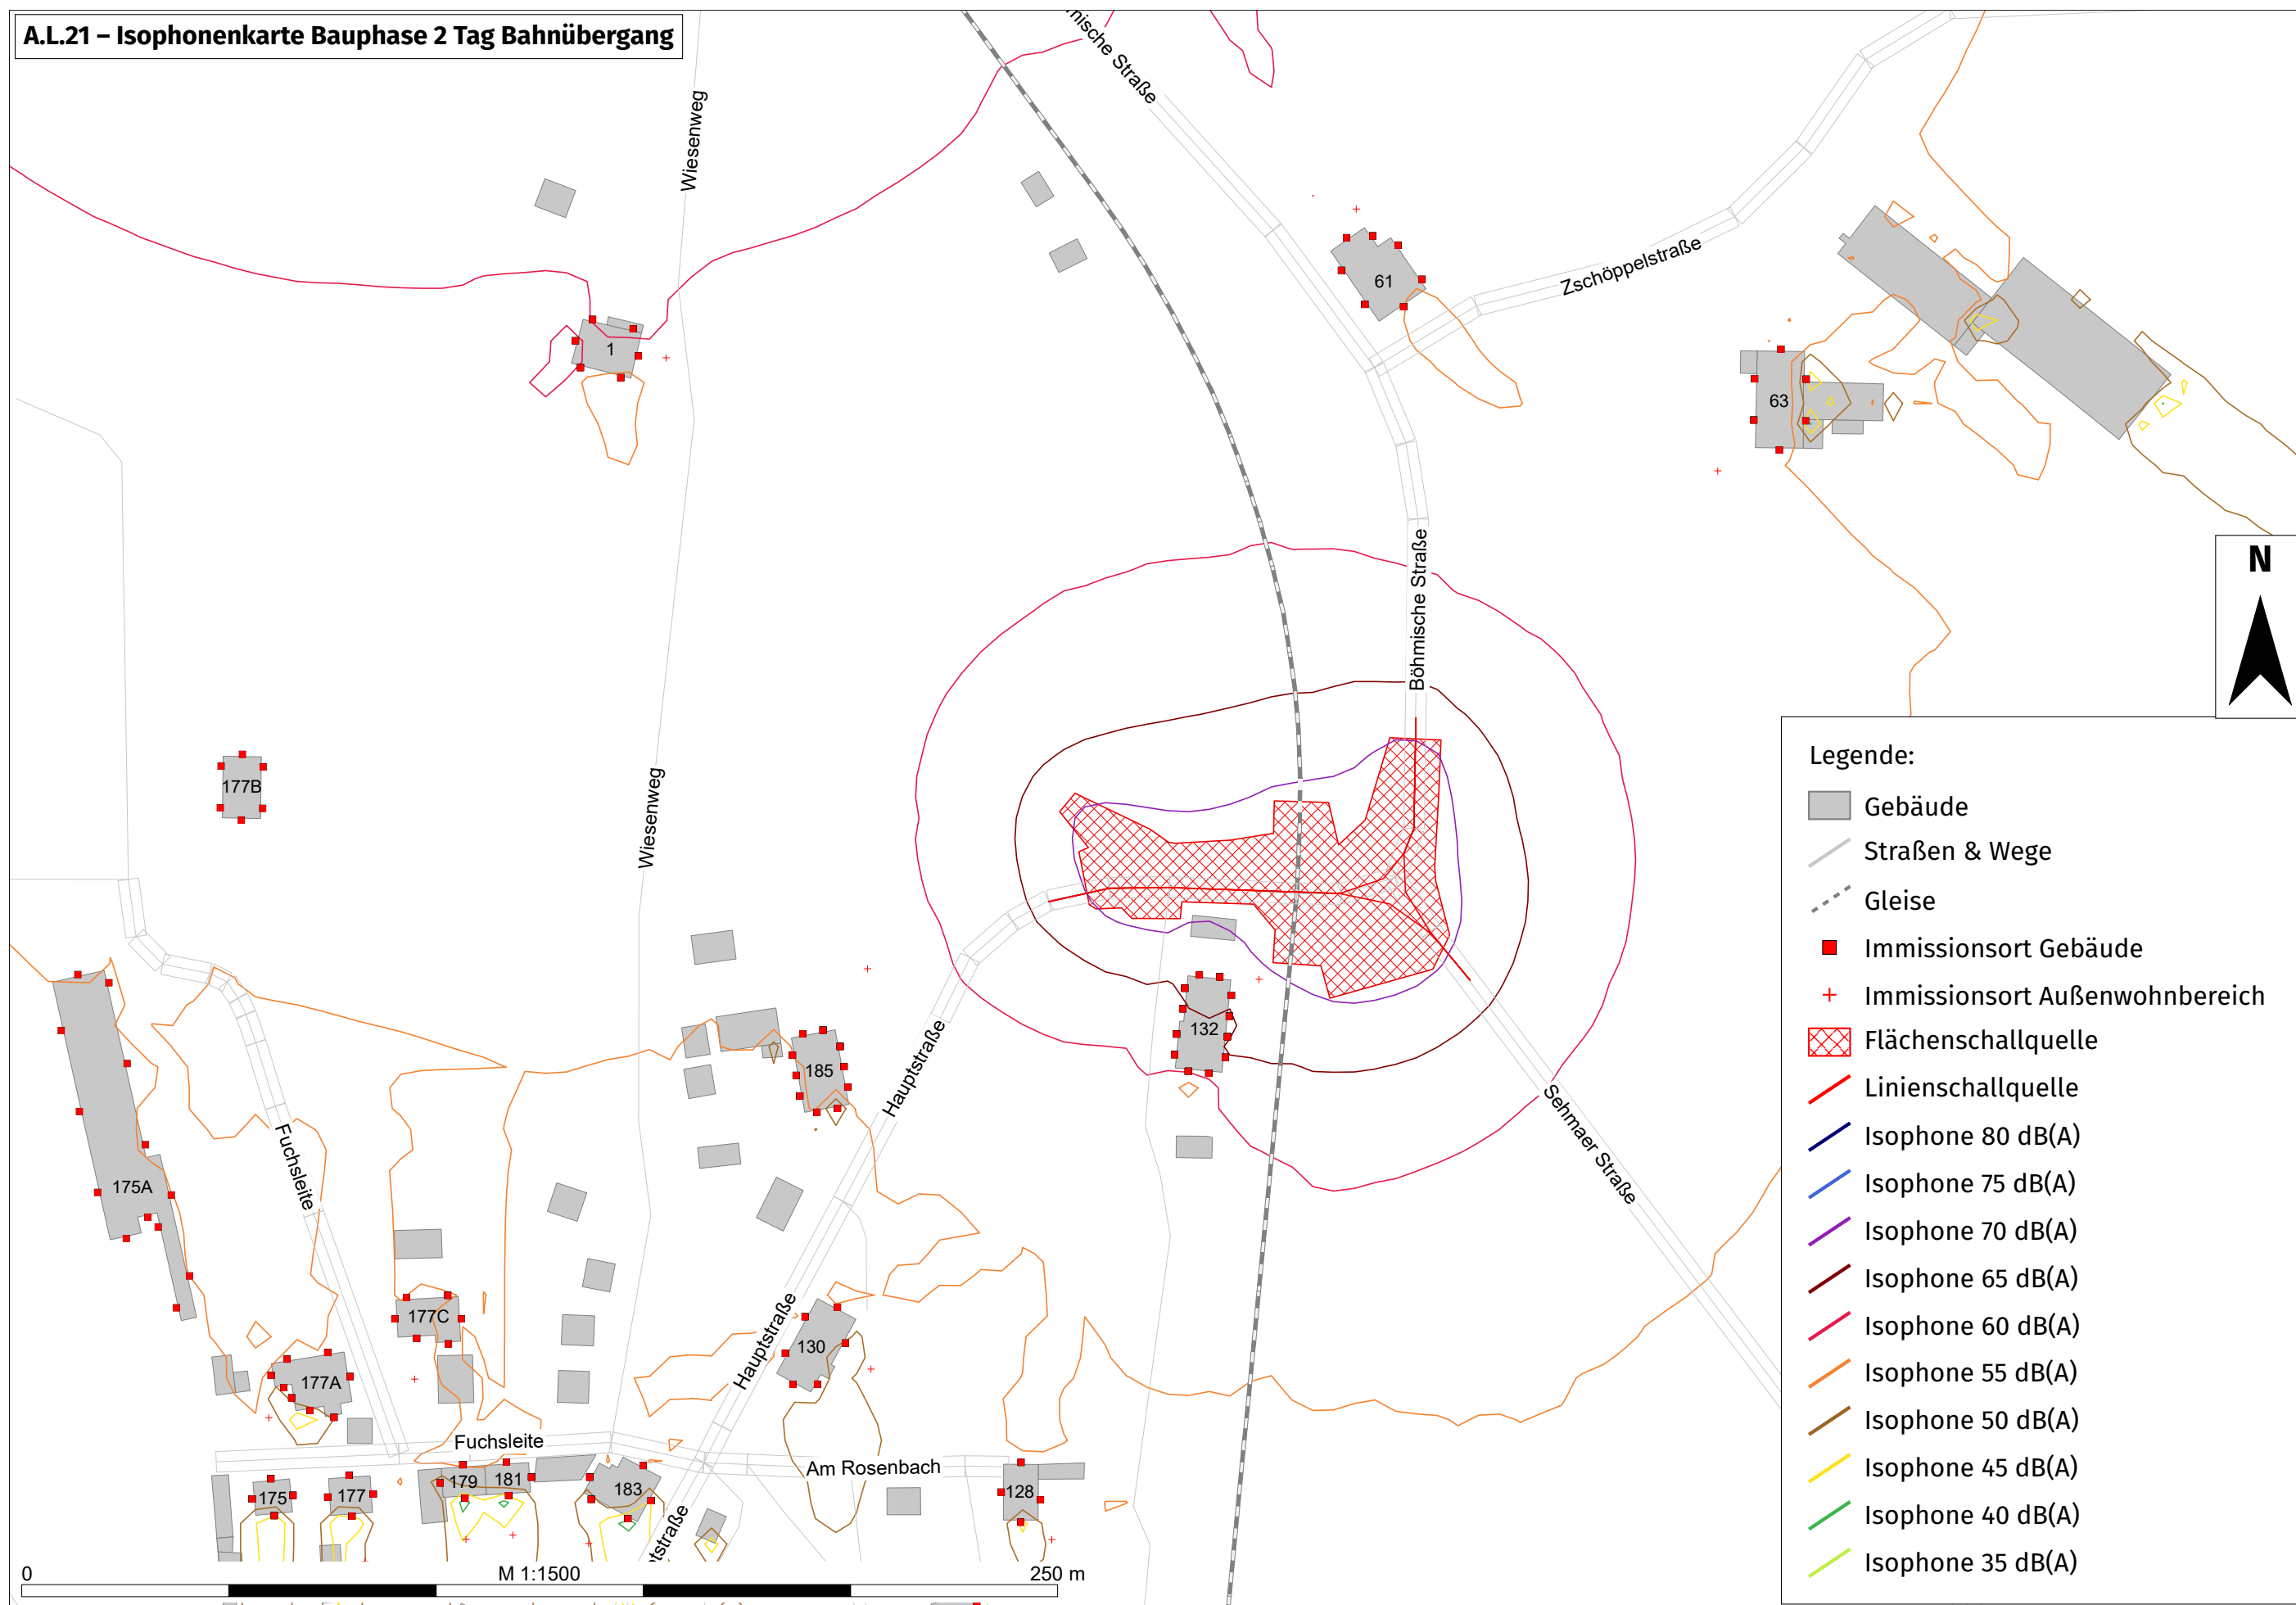 A.L.21 – Isophonenkarte Bauphase 2 Tag Bahnübergang
Wiesenweg
Zschöppelstraße
61
1
63
Böhmische Straße
N
177B
Wiesenweg
132
185
Hauptstraße
Sehmaer Straße
Fuchsleite
175A
177C
Hauptstraße
130
177A
Fuchsleite
Am Rosenbach
179
181
183
175
177
128
0
M 1:1500
250 m
Legende:
Gebäude
Straßen & Wege
Gleise
Immissionsort Gebäude
Immissionsort Außenwohnbereich
Flächenschallquelle
Linienschallquelle
Isophone 80 dB(A)
Isophone 75 dB(A)
Isophone 70 dB(A)
Isophone 65 dB(A)
Isophone 60 dB(A)
Isophone 55 dB(A)
Isophone 50 dB(A)
Isophone 45 dB(A)
Isophone 40 dB(A)
Isophone 35 dB(A)